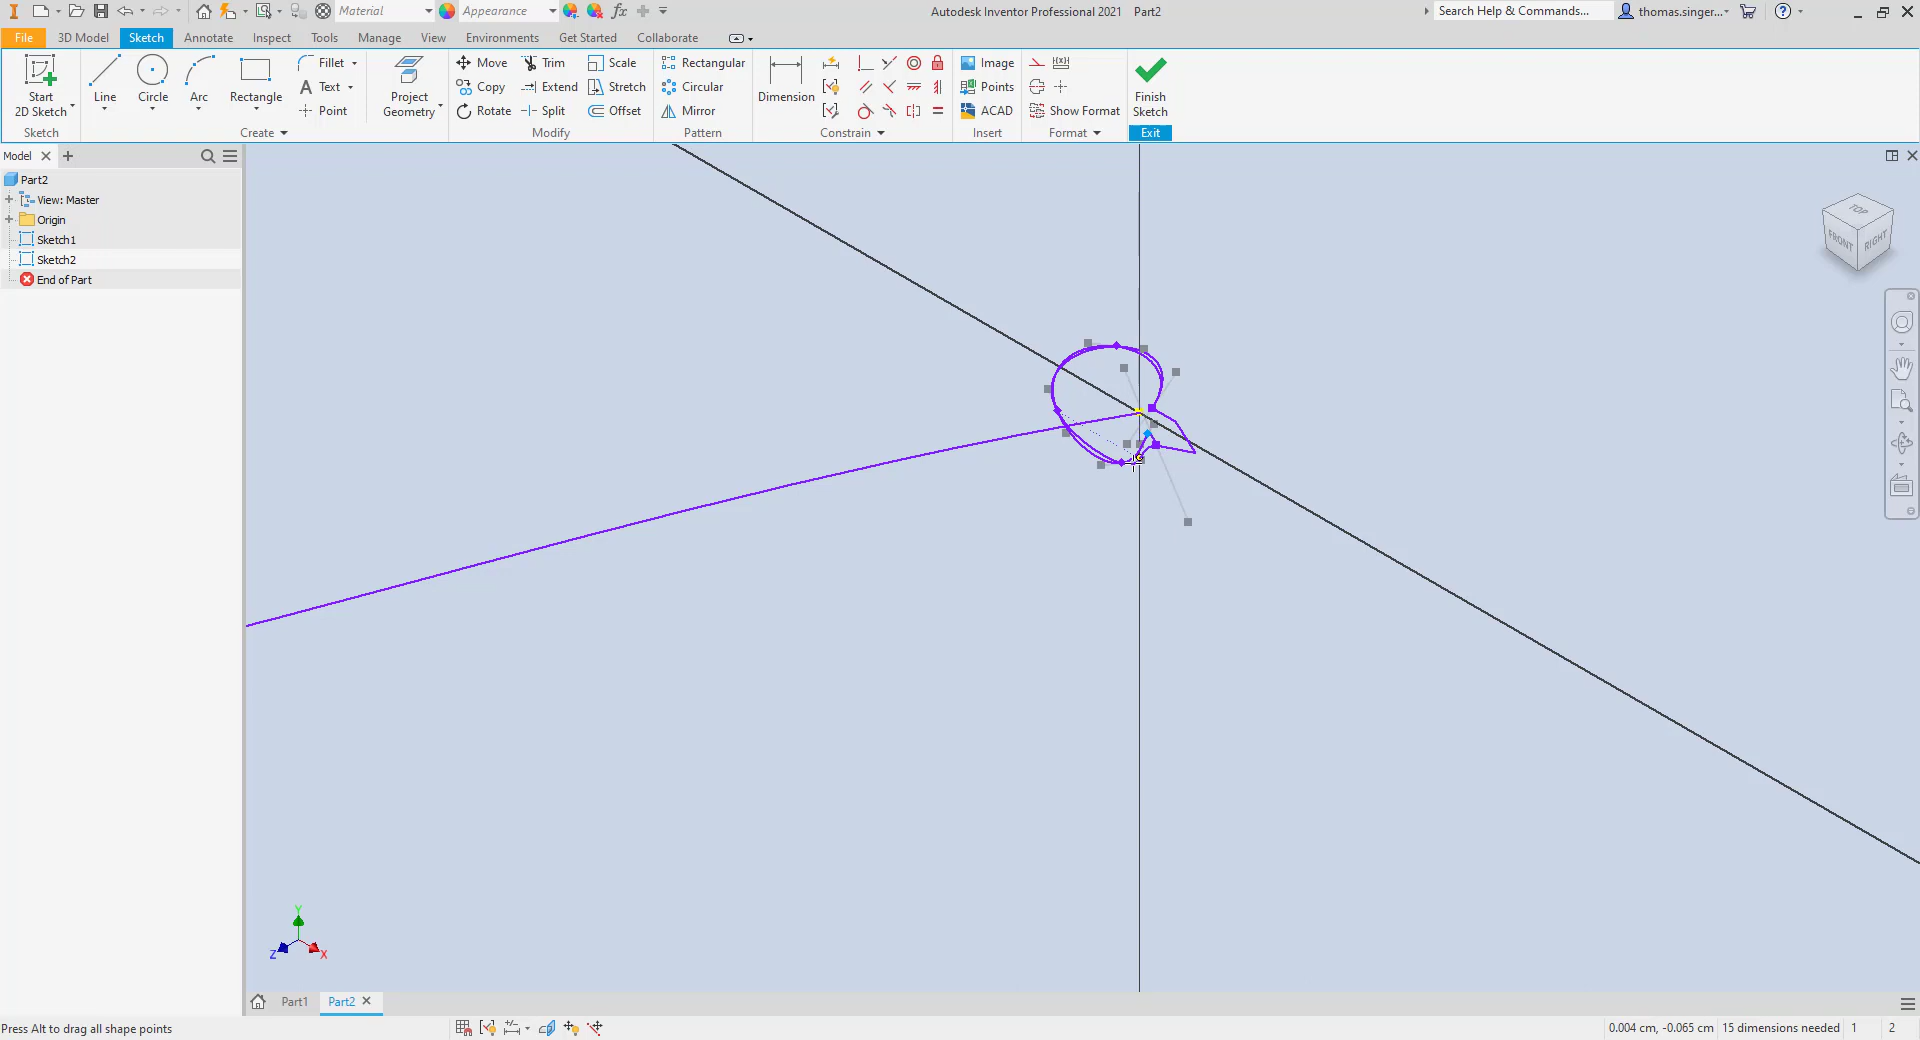 Material Appearance Autodesk Inventor Professional 2021 Part2 Search Help & Commands... thomas.singer...
File 3D Model Sketch Annotate Inspect Tools Manage View Environments Get Started Collaborate
Start
2D Sketch
Line Circle Arc Rectangle
Fillet
Text
Point
Project
Geometry
Move Trim Scale
Copy Extend Stretch
Rotate Split Offset
Rectangular
Circular
Mirror
Dimension
Image
Points
ACAD
Show Format
Finish
Sketch
Sketch Create Modify Pattern Constrain Insert Format Exit
Model
Part2
View: Master
Origin
Sketch1
Sketch2
End of Part
TOP
FRONT RIGHT
Y
Z X
Part1 Part2
Press Alt to drag all shape points 0.004 cm, -0.065 cm 15 dimensions needed 1 2